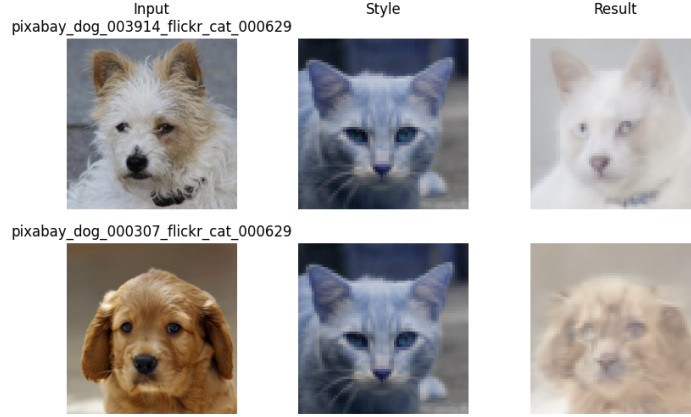 Input Style Result
pixabay_dog_003914_flickr_cat_000629
pixabay_dog_000307_flickr_cat_000629